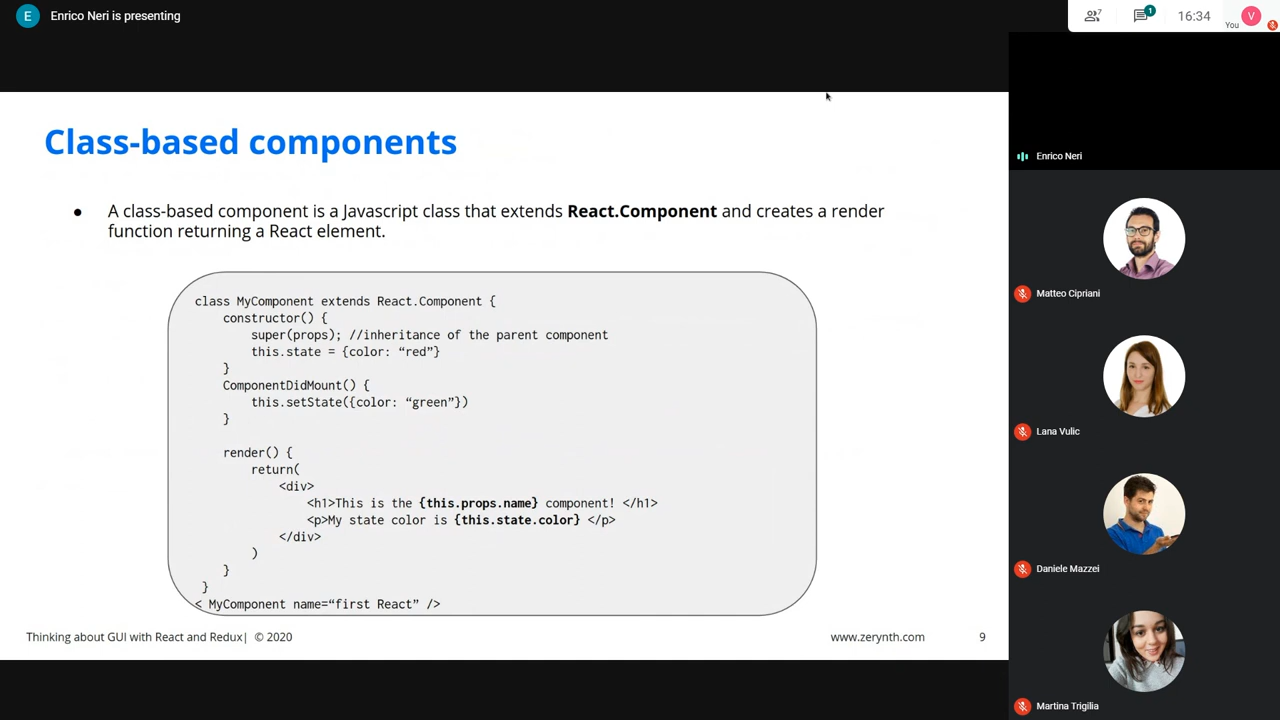 E Enrico Neri is presenting
7
1
16:34
You
V
Class-based components
● A class-based component is a Javascript class that extends React.Component and creates a render
function returning a React element.
class MyComponent extends React.Component {
constructor() {
super(props); //inheritance of the parent component
this.state = {color: “red”}
}
ComponentDidMount() {
this.setState({color: “green”})
}
render() {
return(
<div>
<h1>This is the {this.props.name} component! </h1>
<p>My state color is {this.state.color} </p>
</div>
)
}
}
< MyComponent name=“first React” />
Thinking about GUI with React and Redux| © 2020
www.zerynth.com
9
Enrico Neri
Matteo Cipriani
Lana Vulic
Daniele Mazzei
Martina Trigilia